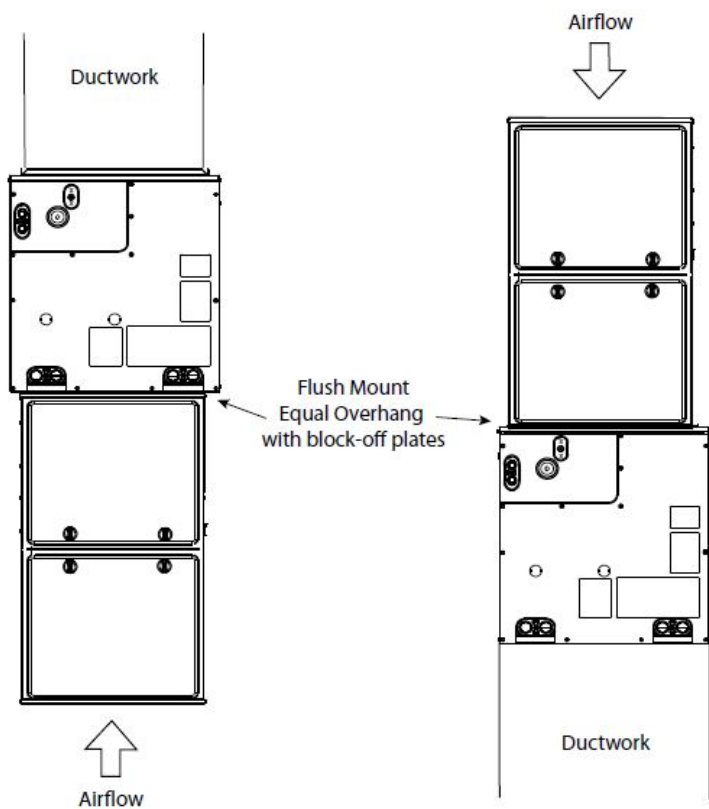 Airflow
Ductwork
Flush Mount
Equal Overhang
with block-off plates
Ductwork
Airflow